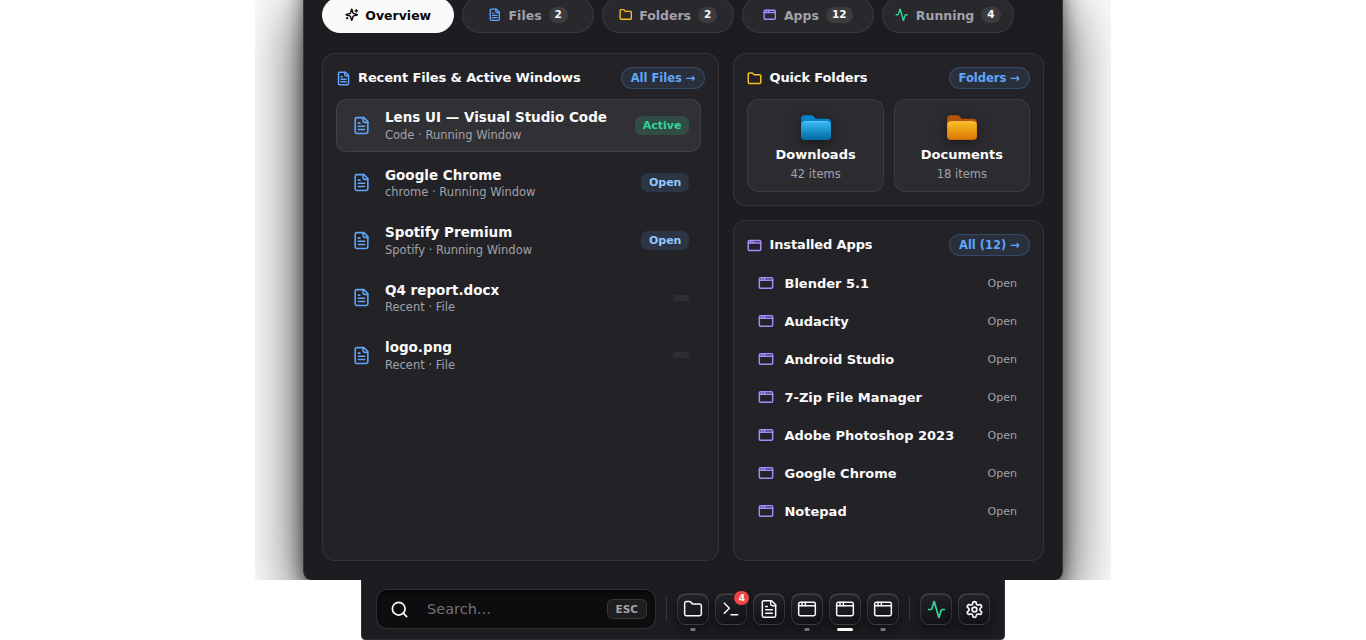 Overview
Files 2
Folders 2
Apps 12
Running 4
Recent Files & Active Windows
All Files →
Lens UI — Visual Studio Code
Code · Running Window
Active
Google Chrome
chrome · Running Window
Open
Spotify Premium
Spotify · Running Window
Open
Q4 report.docx
Recent · File
logo.png
Recent · File
Quick Folders
Folders →
Downloads
42 items
Documents
18 items
Installed Apps
All (12) →
Blender 5.1 Open
Audacity Open
Android Studio Open
7-Zip File Manager Open
Adobe Photoshop 2023 Open
Google Chrome Open
Notepad Open
Search...
ESC
4